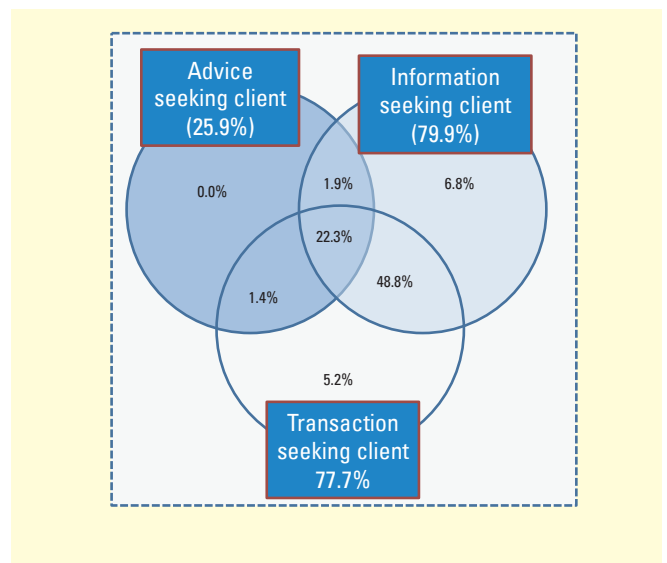 Advice
seeking client
(25.9%)
Information
seeking client
(79.9%)
0.0%
1.9%
6.8%
22.3%
1.4%
48.8%
5.2%
Transaction
seeking client
77.7%